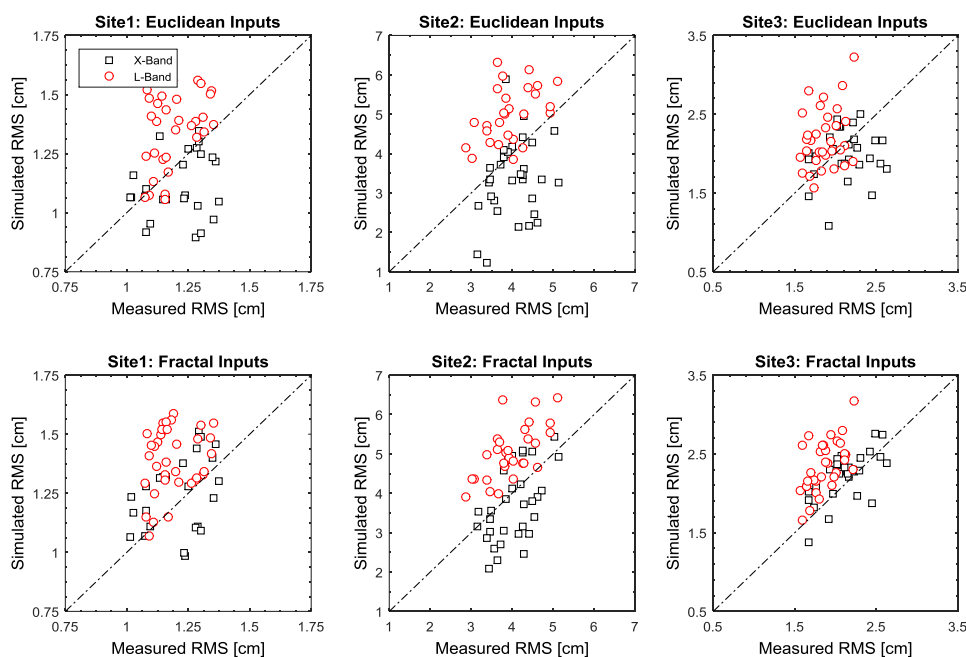 Site1: Euclidean Inputs
Site2: Euclidean Inputs
Site3: Euclidean Inputs
Simulated RMS [cm]
1.75
1.5
1.25
1
0.75
X-Band
L-Band
0.75 1 1.25 1.5 1.75
Measured RMS [cm]
Simulated RMS [cm]
7
6
5
4
3
2
1
1 2 3 4 5 6 7
Measured RMS [cm]
Simulated RMS [cm]
3.5
2.5
1.5
0.5
0.5 1.5 2.5 3.5
Measured RMS [cm]
Site1: Fractal Inputs
Site2: Fractal Inputs
Site3: Fractal Inputs
Simulated RMS [cm]
1.75
1.5
1.25
1
0.75
0.75 1 1.25 1.5 1.75
Measured RMS [cm]
Simulated RMS [cm]
7
6
5
4
3
2
1
1 2 3 4 5 6 7
Measured RMS [cm]
Simulated RMS [cm]
3.5
2.5
1.5
0.5
0.5 1.5 2.5 3.5
Measured RMS [cm]